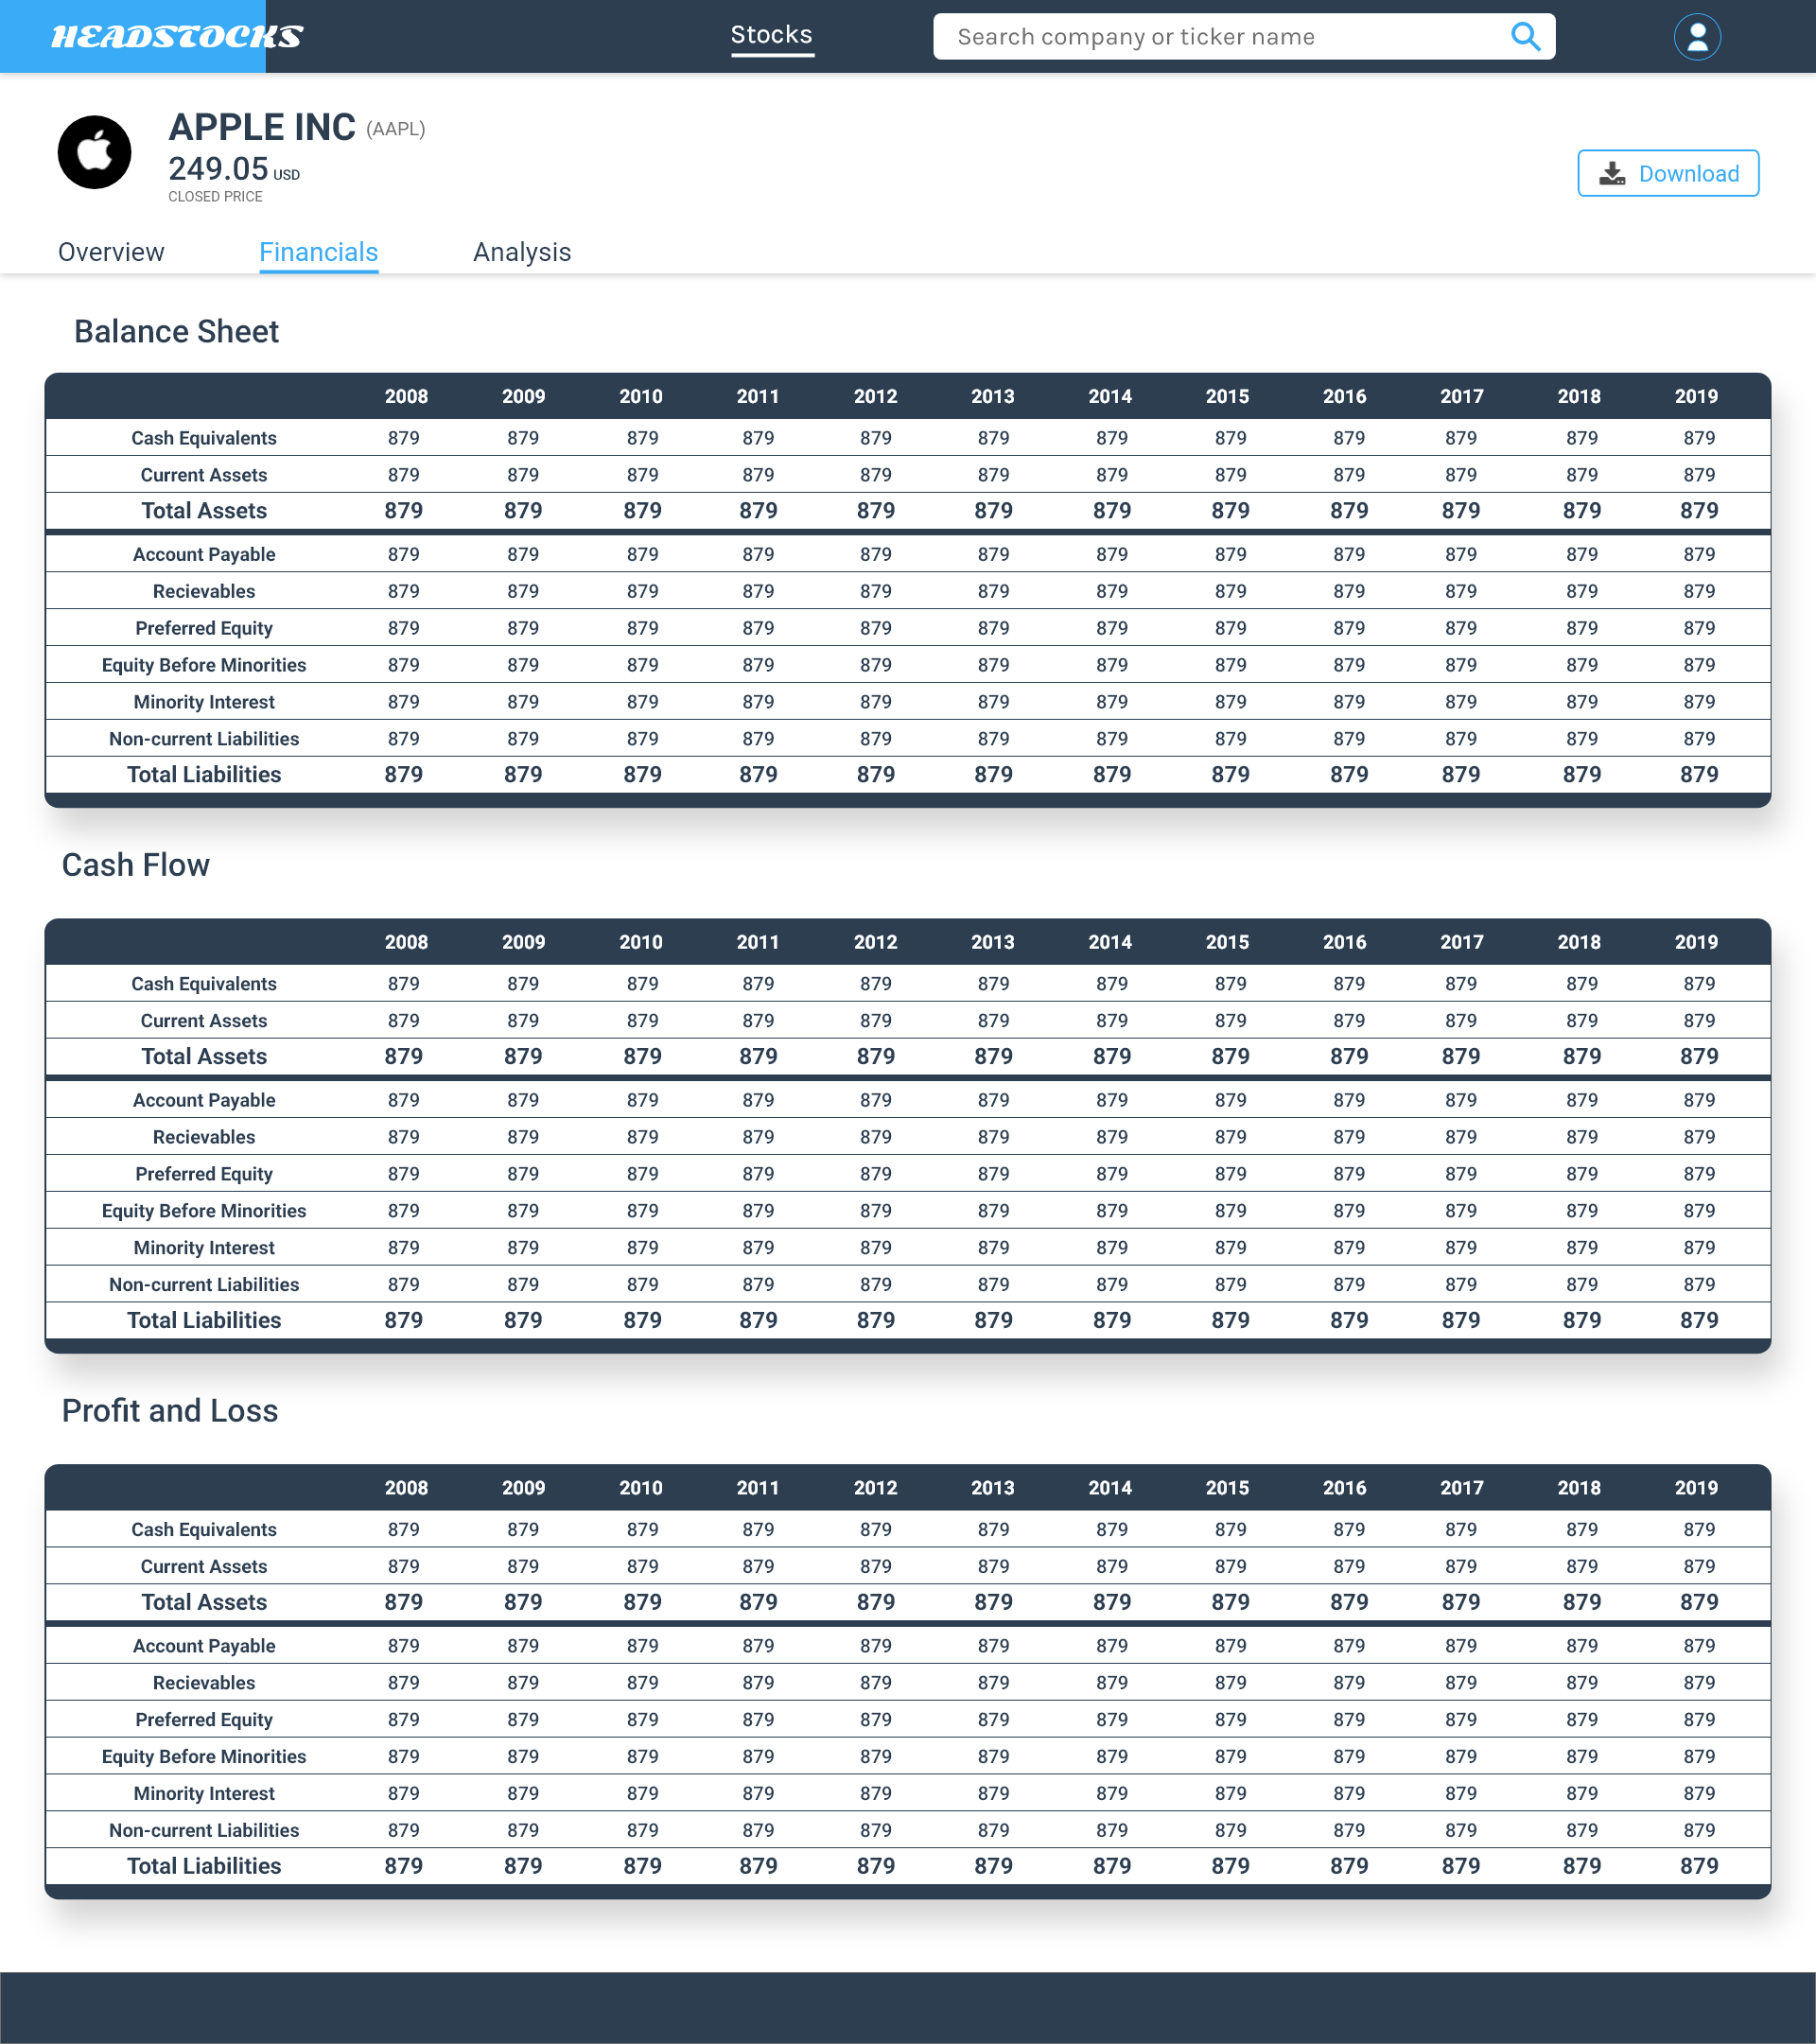 HEADSTOCKS Stocks Search company or ticker name
APPLE INC (AAPL)
249.05 USD
CLOSED PRICE
Download
Overview Financials Analysis
Balance Sheet
2008 2009 2010 2011 2012 2013 2014 2015 2016 2017 2018 2019
Cash Equivalents 879 879 879 879 879 879 879 879 879 879 879 879
Current Assets 879 879 879 879 879 879 879 879 879 879 879 879
Total Assets 879 879 879 879 879 879 879 879 879 879 879 879
Account Payable 879 879 879 879 879 879 879 879 879 879 879 879
Recievables 879 879 879 879 879 879 879 879 879 879 879 879
Preferred Equity 879 879 879 879 879 879 879 879 879 879 879 879
Equity Before Minorities 879 879 879 879 879 879 879 879 879 879 879 879
Minority Interest 879 879 879 879 879 879 879 879 879 879 879 879
Non-current Liabilities 879 879 879 879 879 879 879 879 879 879 879 879
Total Liabilities 879 879 879 879 879 879 879 879 879 879 879 879
Cash Flow
2008 2009 2010 2011 2012 2013 2014 2015 2016 2017 2018 2019
Cash Equivalents 879 879 879 879 879 879 879 879 879 879 879 879
Current Assets 879 879 879 879 879 879 879 879 879 879 879 879
Total Assets 879 879 879 879 879 879 879 879 879 879 879 879
Account Payable 879 879 879 879 879 879 879 879 879 879 879 879
Recievables 879 879 879 879 879 879 879 879 879 879 879 879
Preferred Equity 879 879 879 879 879 879 879 879 879 879 879 879
Equity Before Minorities 879 879 879 879 879 879 879 879 879 879 879 879
Minority Interest 879 879 879 879 879 879 879 879 879 879 879 879
Non-current Liabilities 879 879 879 879 879 879 879 879 879 879 879 879
Total Liabilities 879 879 879 879 879 879 879 879 879 879 879 879
Profit and Loss
2008 2009 2010 2011 2012 2013 2014 2015 2016 2017 2018 2019
Cash Equivalents 879 879 879 879 879 879 879 879 879 879 879 879
Current Assets 879 879 879 879 879 879 879 879 879 879 879 879
Total Assets 879 879 879 879 879 879 879 879 879 879 879 879
Account Payable 879 879 879 879 879 879 879 879 879 879 879 879
Recievables 879 879 879 879 879 879 879 879 879 879 879 879
Preferred Equity 879 879 879 879 879 879 879 879 879 879 879 879
Equity Before Minorities 879 879 879 879 879 879 879 879 879 879 879 879
Minority Interest 879 879 879 879 879 879 879 879 879 879 879 879
Non-current Liabilities 879 879 879 879 879 879 879 879 879 879 879 879
Total Liabilities 879 879 879 879 879 879 879 879 879 879 879 879